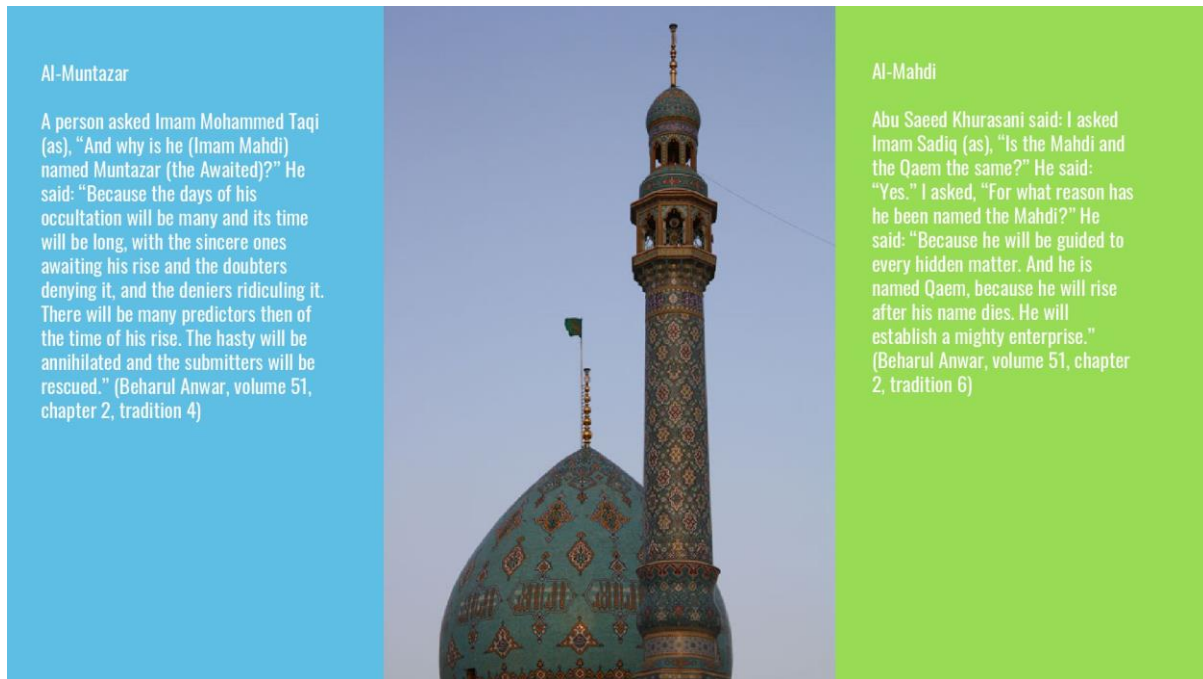 Al-Muntazar
A person asked Imam Mohammed Taqi
(as), “And why is he (Imam Mahdi)
named Muntazar (the Awaited)?” He
said: “Because the days of his
occultation will be many and its time
will be long, with the sincere ones
awaiting his rise and the doubters
denying it, and the deniers ridiculing it.
There will be many predictors then of
the time of his rise. The hasty will be
annihilated and the submitters will be
rescued.” (Beharul Anwar, volume 51,
chapter 2, tradition 4)
Al-Mahdi
Abu Saeed Khurasani said: I asked
Imam Sadiq (as), “Is the Mahdi and
the Qaem the same?” He said:
“Yes.” I asked, “For what reason has
he been named the Mahdi?” He
said: “Because he will be guided to
every hidden matter. And he is
named Qaem, because he will rise
after his name dies. He will
establish a mighty enterprise.”
(Beharul Anwar, volume 51, chapter
2, tradition 6)